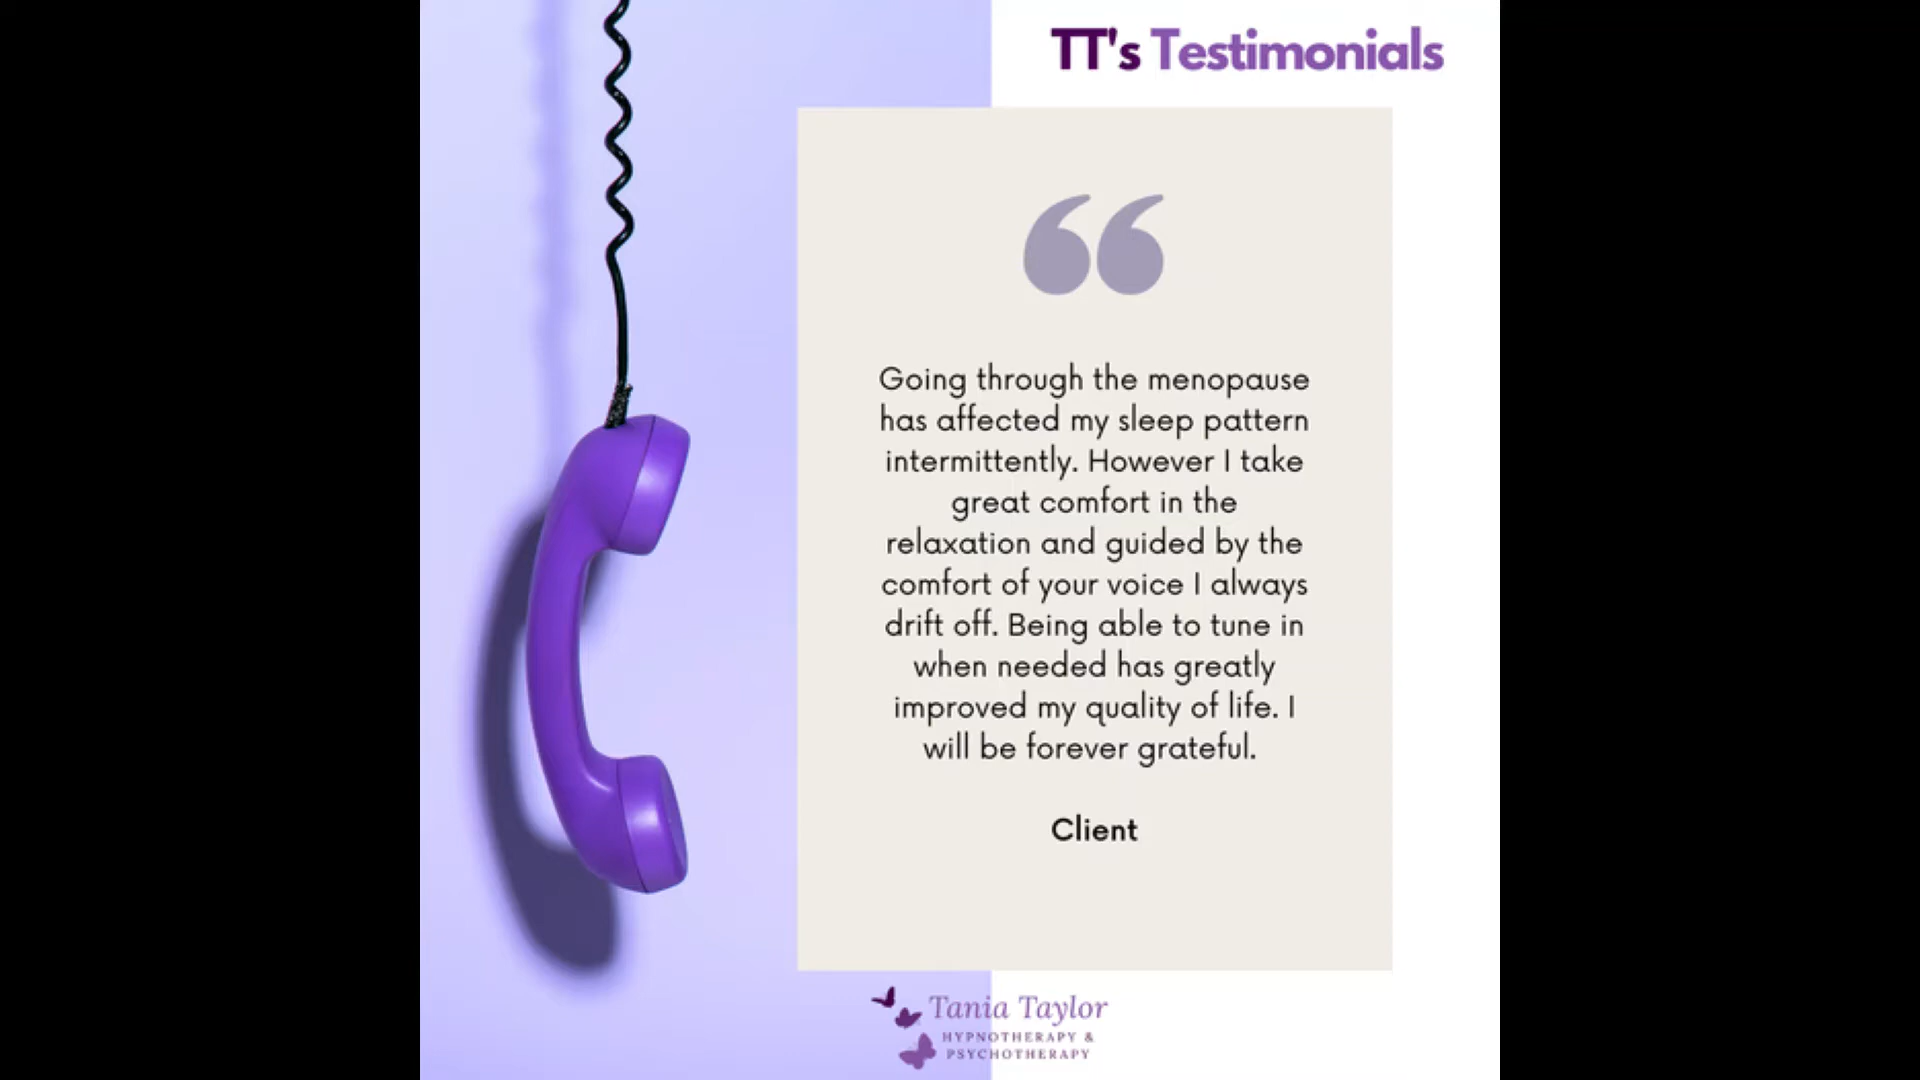 TT's Testimonials
Going through the menopause
has affected my sleep pattern
intermittently. However I take
great comfort in the
relaxation and guided by the
comfort of your voice I always
drift off. Being able to tune in
when needed has greatly
improved my quality of life. I
will be forever grateful.
Client
Tania Taylor
HYPNOTHERAPY &
PSYCHOTHERAPY